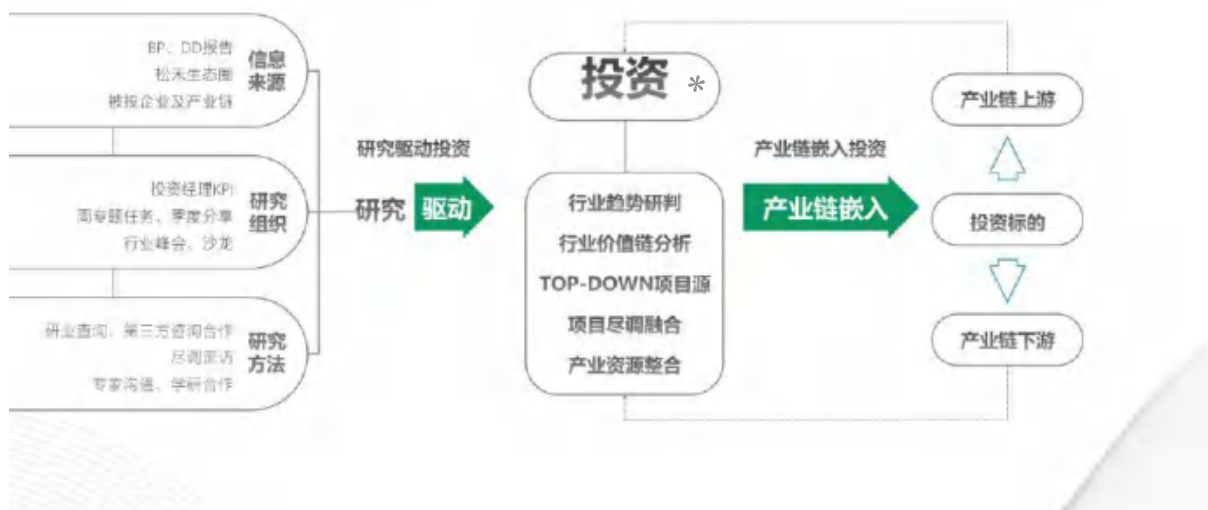 BP、DD报告
松禾生态圈
被投企业及产业链
信息
来源
投资经理KPI
周专题任务、季度分享
行业峰会、沙龙
研究
组织
研业查询、第三方咨询合作
尽调走访
专家沟通、学研合作
研究
方法
研究驱动投资
研究 驱动
投资 *
行业趋势研判
行业价值链分析
TOP-DOWN项目源
项目尽调融合
产业资源整合
产业链嵌入投资
产业链嵌入
产业链上游
投资标的
产业链下游